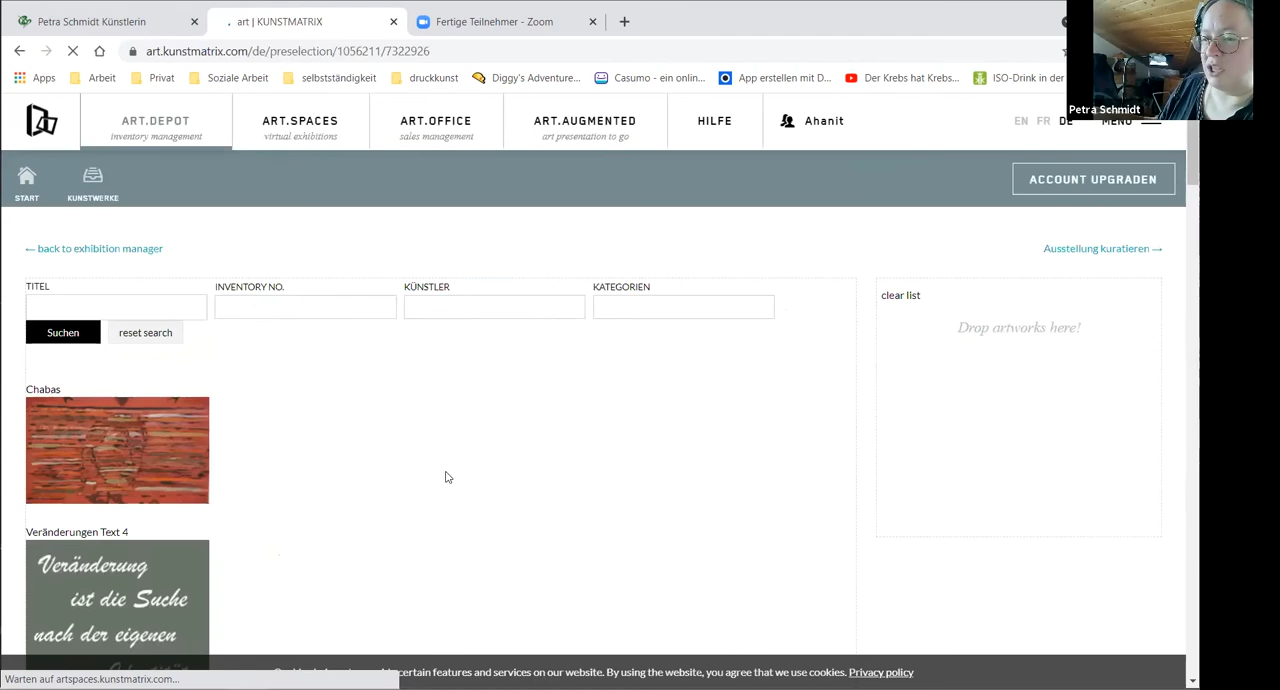 Petra Schmidt Künstlerin
art | KUNSTMATRIX
Fertige Teilnehmer - Zoom
art.kunstmatrix.com/de/preselection/1056211/7322926
Apps
Arbeit
Privat
Soziale Arbeit
selbstständigkeit
druckkunst
Diggy's Adventure...
Casumo - ein onlin...
App erstellen mit D...
Der Krebs hat Krebs...
ISO-Drink in der
Petra Schmidt
ART.DEPOT
inventory management
ART.SPACES
virtual exhibitions
ART.OFFICE
sales management
ART.AUGMENTED
art presentation to go
HILFE
Ahanit
EN FR DE
MENÜ
START
KUNSTWERKE
ACCOUNT UPGRADEN
← back to exhibition manager
Ausstellung kuratieren →
TITEL
INVENTORY NO.
KÜNSTLER
KATEGORIEN
Suchen
reset search
clear list
Drop artworks here!
Chabas
Veränderungen Text 4
Veränderung
ist die Suche
nach der eigenen
certain features and services on our website. By using the website, you agree that we use cookies. Privacy policy
Warten auf artspaces.kunstmatrix.com...